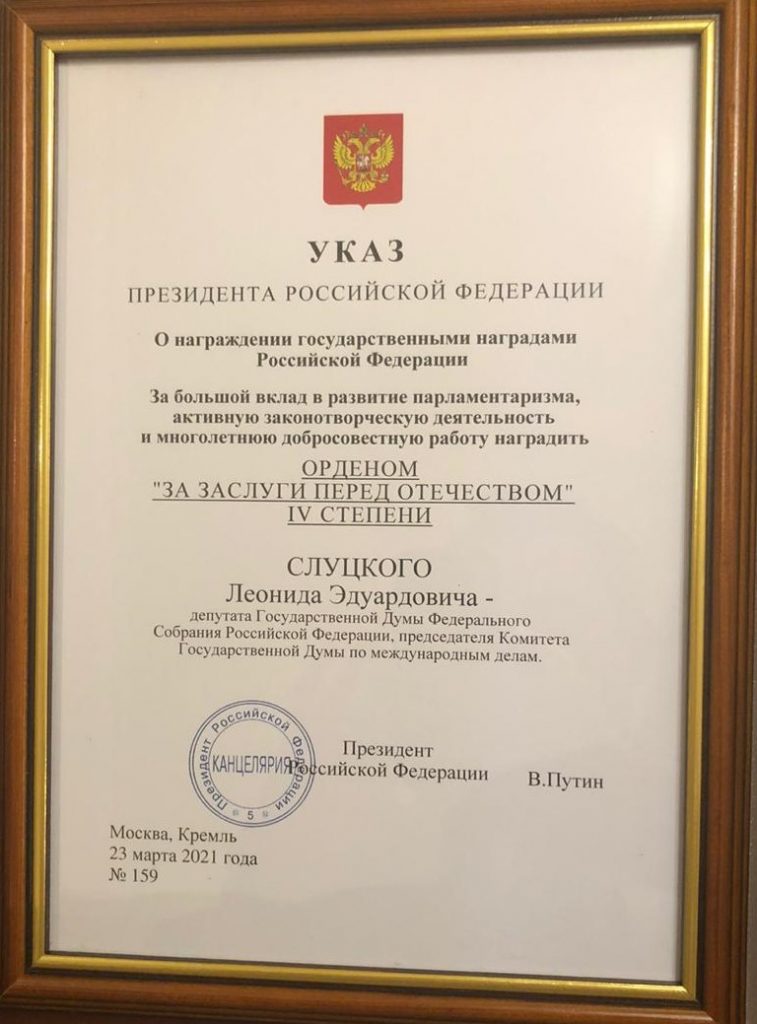 УКАЗ
ПРЕЗИДЕНТА РОССИЙСКОЙ ФЕДЕРАЦИИ
О награждении государственными наградами
Российской Федерации
За большой вклад в развитие парламентаризма,
активную законотворческую деятельность
и многолетнюю добросовестную работу наградить
ОРДЕНОМ
"ЗА ЗАСЛУГИ ПЕРЕД ОТЕЧЕСТВОМ"
IV СТЕПЕНИ
СЛУЦКОГО
Леонида Эдуардовича -
депутата Государственной Думы Федерального
Собрания Российской Федерации, председателя Комитета
Государственной Думы по международным делам.
Президент Российской Федерации
КАНЦЕЛЯРИЯ
5
Президент
Российской Федерации В.Путин
Москва, Кремль
23 марта 2021 года
№ 159